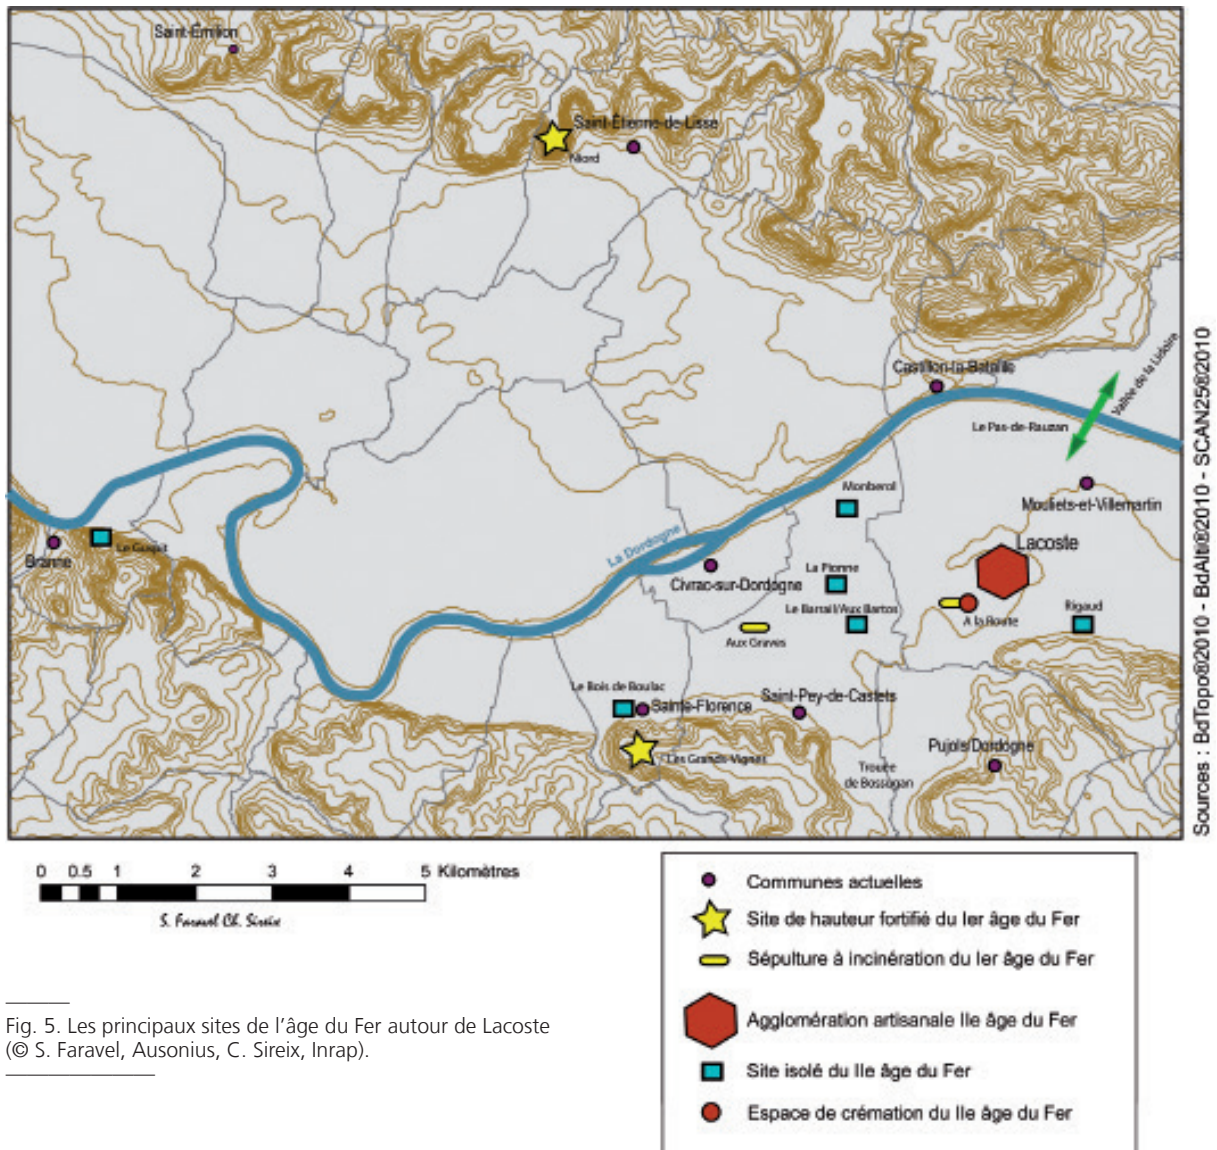 Saint-Émilion
Saint-Étienne-de-Lisse
Niord
Castillon-la-Bataille
Vallée de la Lidoire
Le Pas-de-Rauzan
Monberol
Mouliets-et-Villemartin
La Dordogne
Lacoste
Branne
Civrac-sur-Dordogne
La Pionne
Le Barrail/Aux Bartos
Rigaud
A la Route
Aux Graves
Le Bois de Boulac
Sainte-Florence
Saint-Pey-de-Castets
Les Grands-Vignes
Pujols/Dordogne
Trouée
de Bossugan
Sources : BdTopo®2010 - BdAlti®2010 - SCAN25®2010
0 0.5 1 2 3 4 5 Kilomètres
S. Faravel Ch. Sireix
Communes actuelles
Site de hauteur fortifié du Ier âge du Fer
Sépulture à incinération du Ier âge du Fer
Agglomération artisanale IIe âge du Fer
Site isolé du IIe âge du Fer
Espace de crémation du IIe âge du Fer
Fig. 5. Les principaux sites de l'âge du Fer autour de Lacoste
(© S. Faravel, Ausonius, C. Sireix, Inrap).